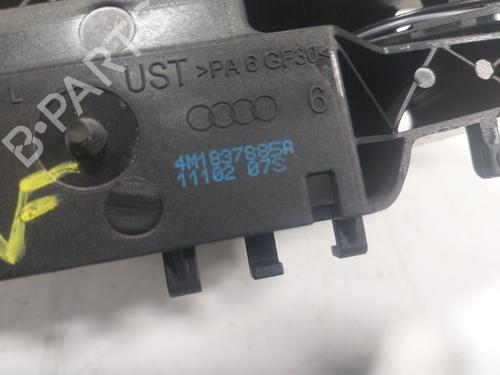 L
UST >PA 6 GF30<
6
4M1837885A
11102 07S
B-PARTS